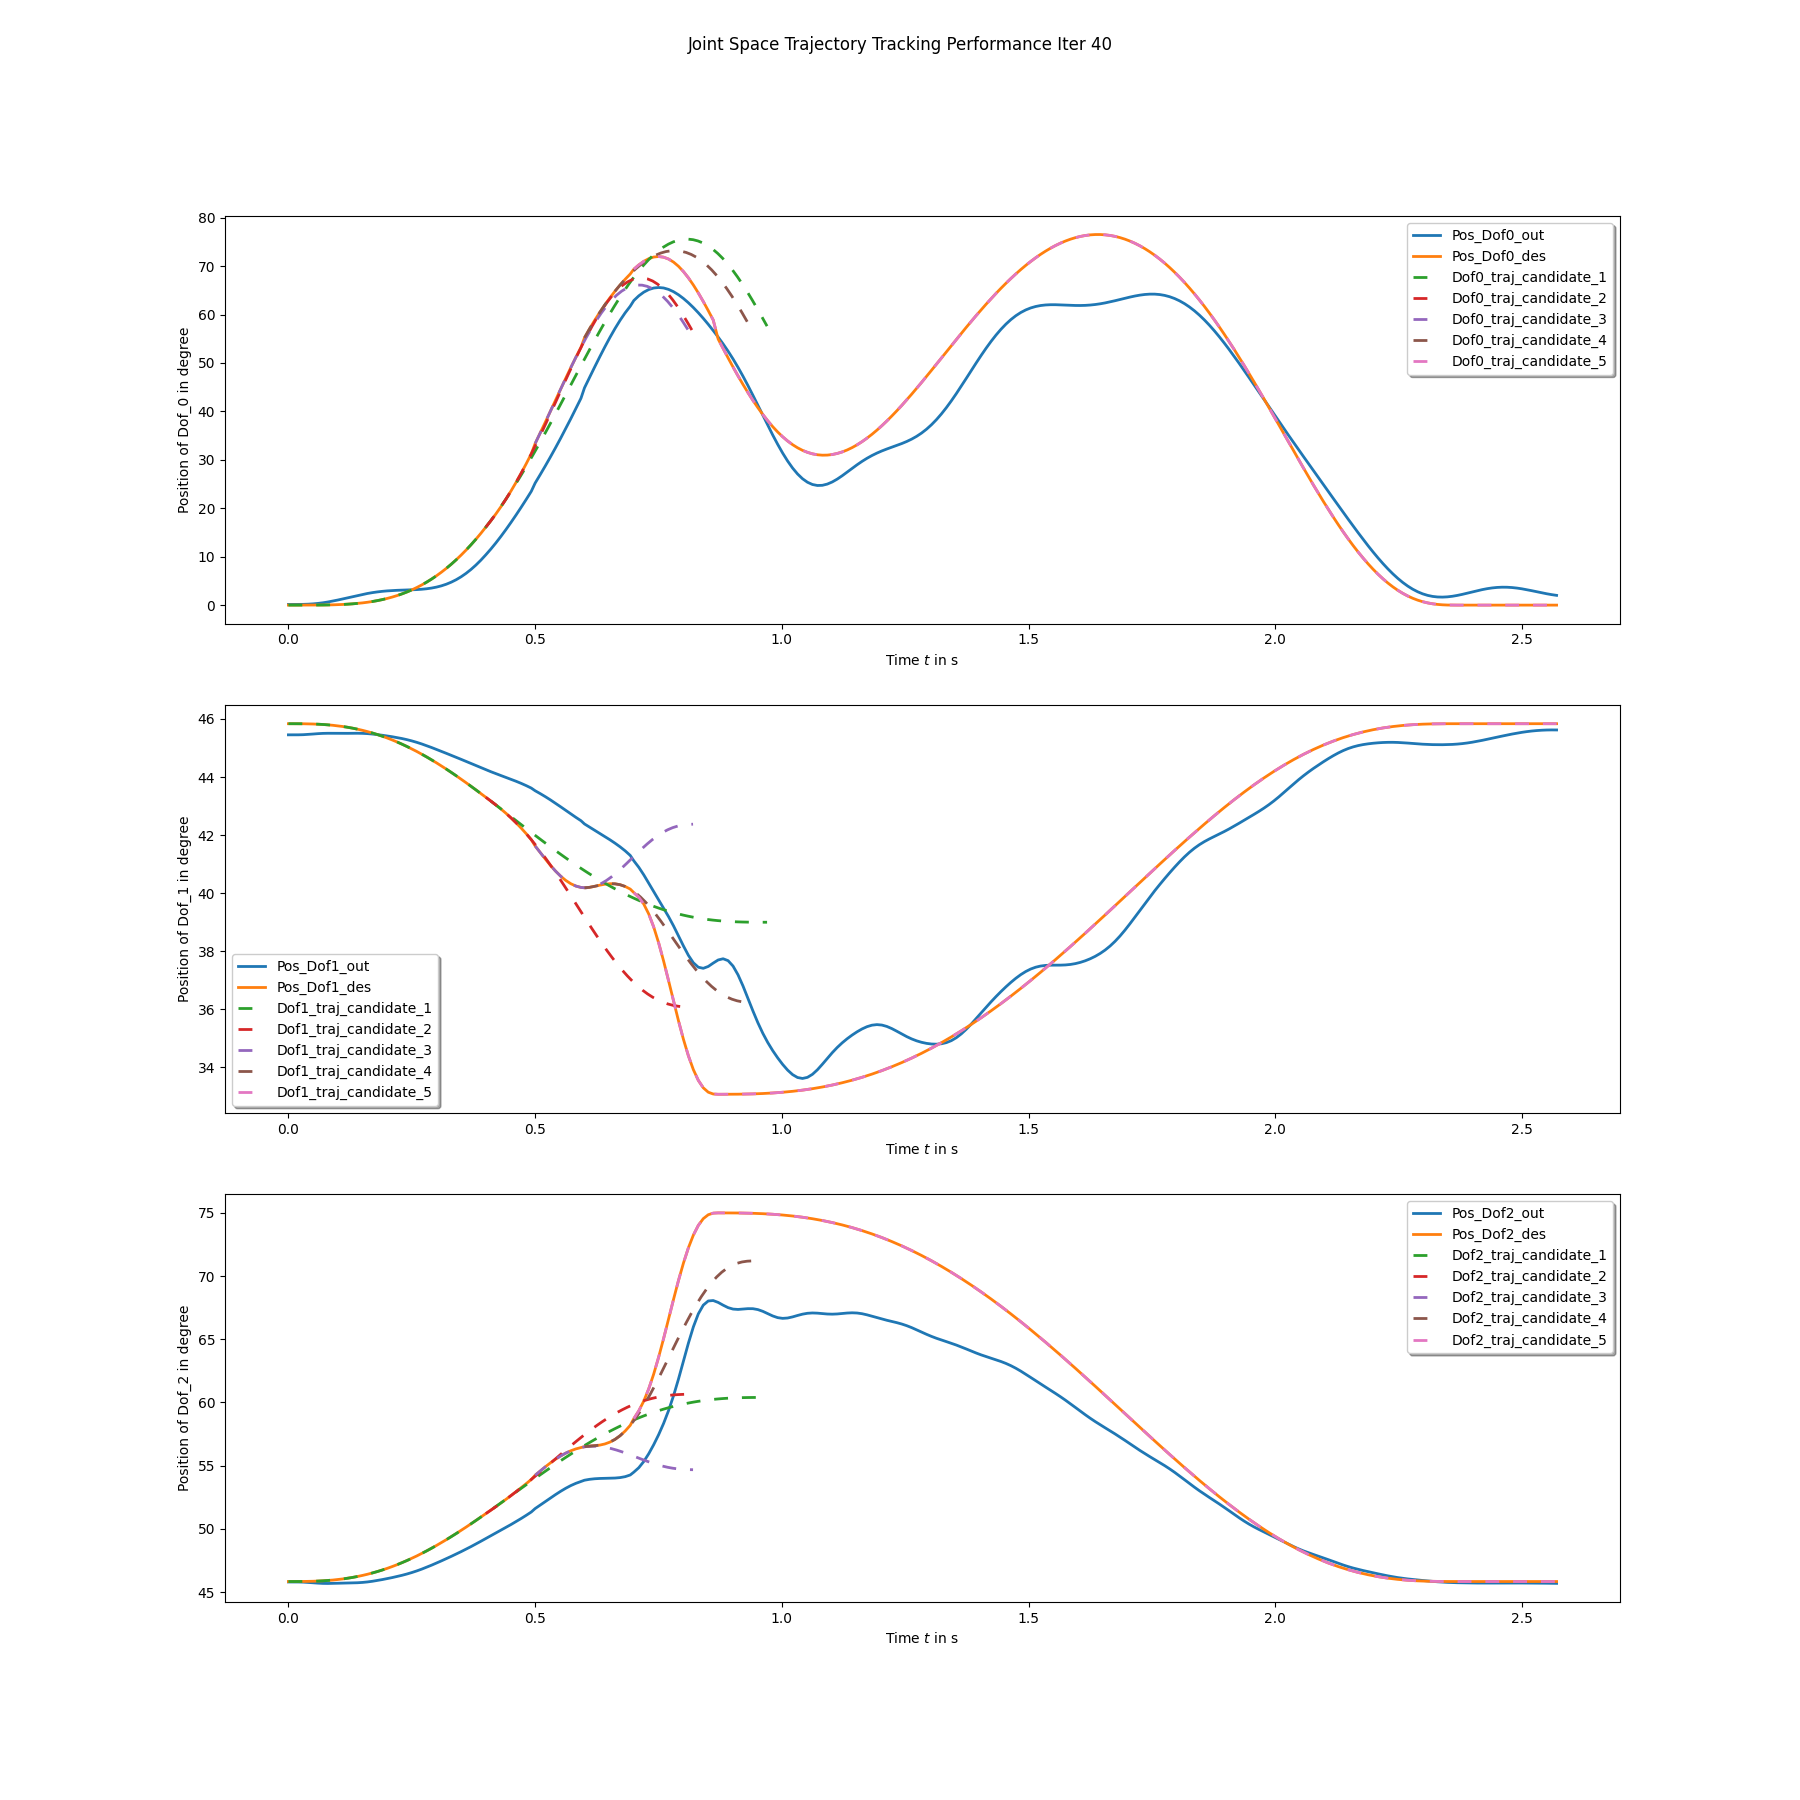 Joint Space Trajectory Tracking Performance Iter 40
80
70
60
50
40
30
20
10
0
Position of Dof_0 in degree
0.0 0.5 1.0 1.5 2.0 2.5
Time t in s
Pos_Dof0_out
Pos_Dof0_des
Dof0_traj_candidate_1
Dof0_traj_candidate_2
Dof0_traj_candidate_3
Dof0_traj_candidate_4
Dof0_traj_candidate_5
46
44
42
40
38
36
34
Position of Dof_1 in degree
Pos_Dof1_out
Pos_Dof1_des
Dof1_traj_candidate_1
Dof1_traj_candidate_2
Dof1_traj_candidate_3
Dof1_traj_candidate_4
Dof1_traj_candidate_5
0.0 0.5 1.0 1.5 2.0 2.5
Time t in s
75
70
65
60
55
50
45
Position of Dof_2 in degree
Pos_Dof2_out
Pos_Dof2_des
Dof2_traj_candidate_1
Dof2_traj_candidate_2
Dof2_traj_candidate_3
Dof2_traj_candidate_4
Dof2_traj_candidate_5
0.0 0.5 1.0 1.5 2.0 2.5
Time t in s